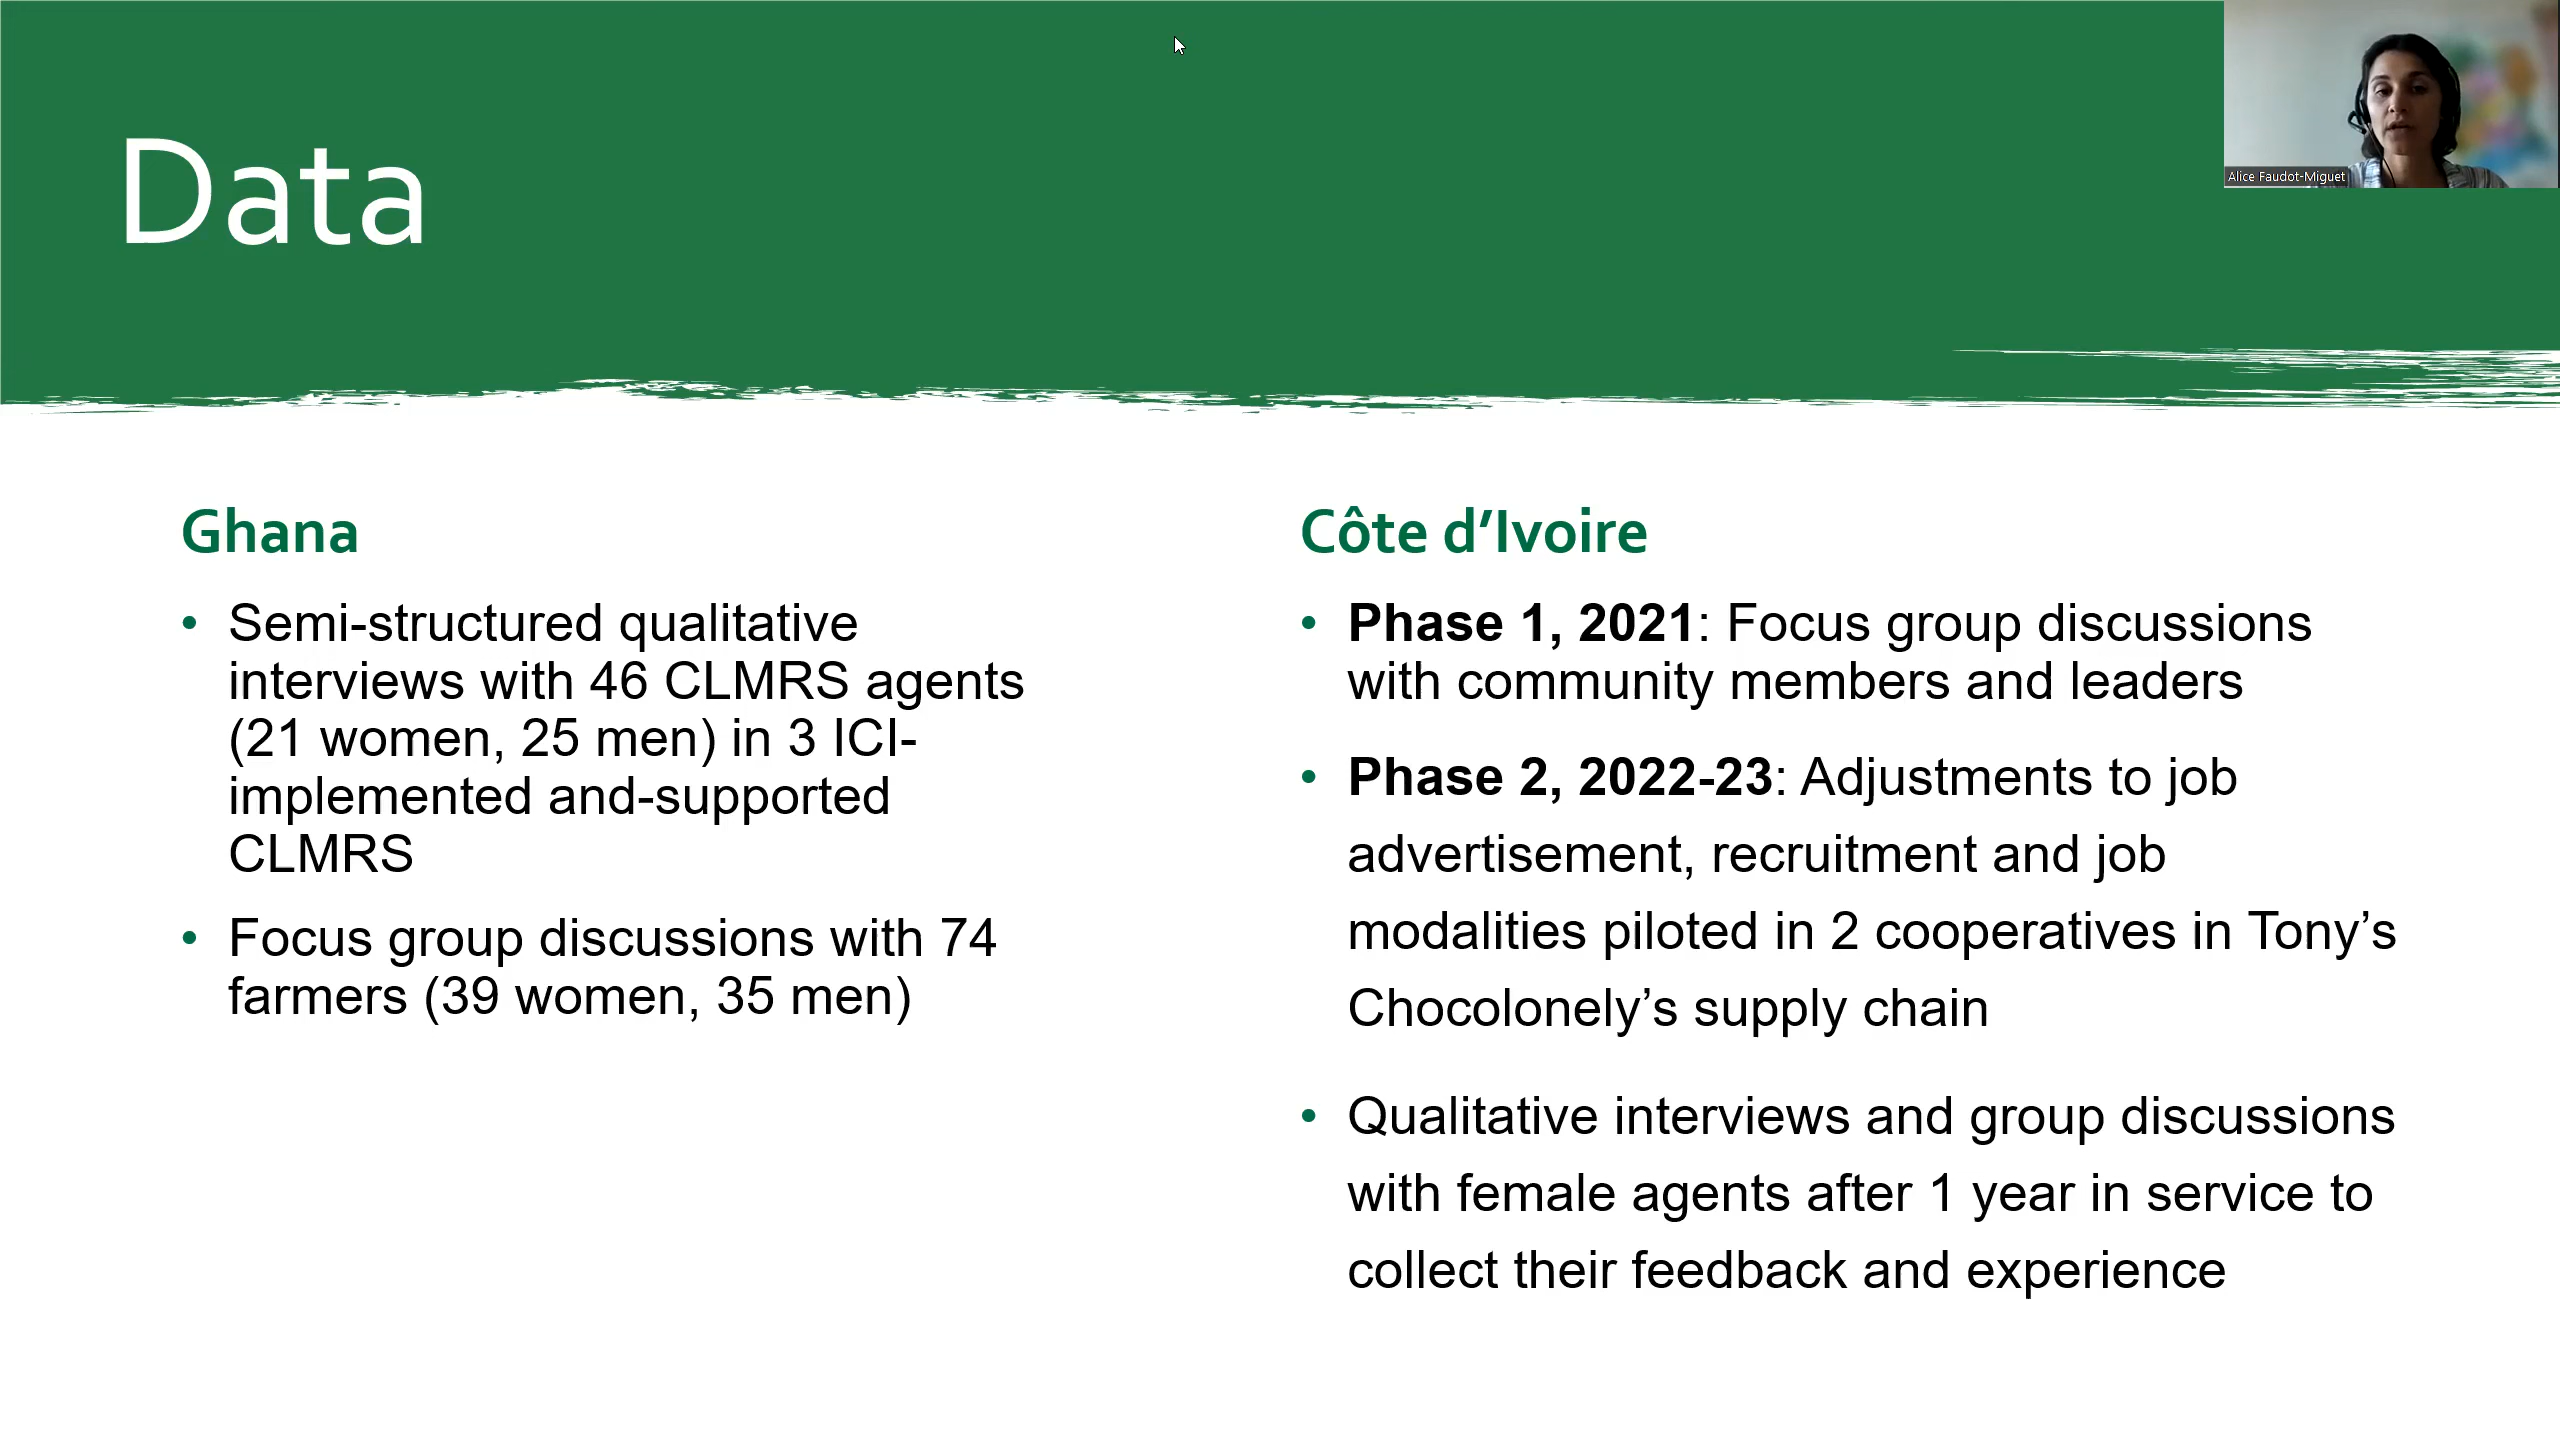 Data
Alice Faudot-Miguet
Ghana
• Semi-structured qualitative
interviews with 46 CLMRS agents
(21 women, 25 men) in 3 ICI-
implemented and-supported
CLMRS
• Focus group discussions with 74
farmers (39 women, 35 men)
Côte d’Ivoire
• Phase 1, 2021: Focus group discussions
with community members and leaders
• Phase 2, 2022-23: Adjustments to job
advertisement, recruitment and job
modalities piloted in 2 cooperatives in Tony’s
Chocolonely’s supply chain
• Qualitative interviews and group discussions
with female agents after 1 year in service to
collect their feedback and experience